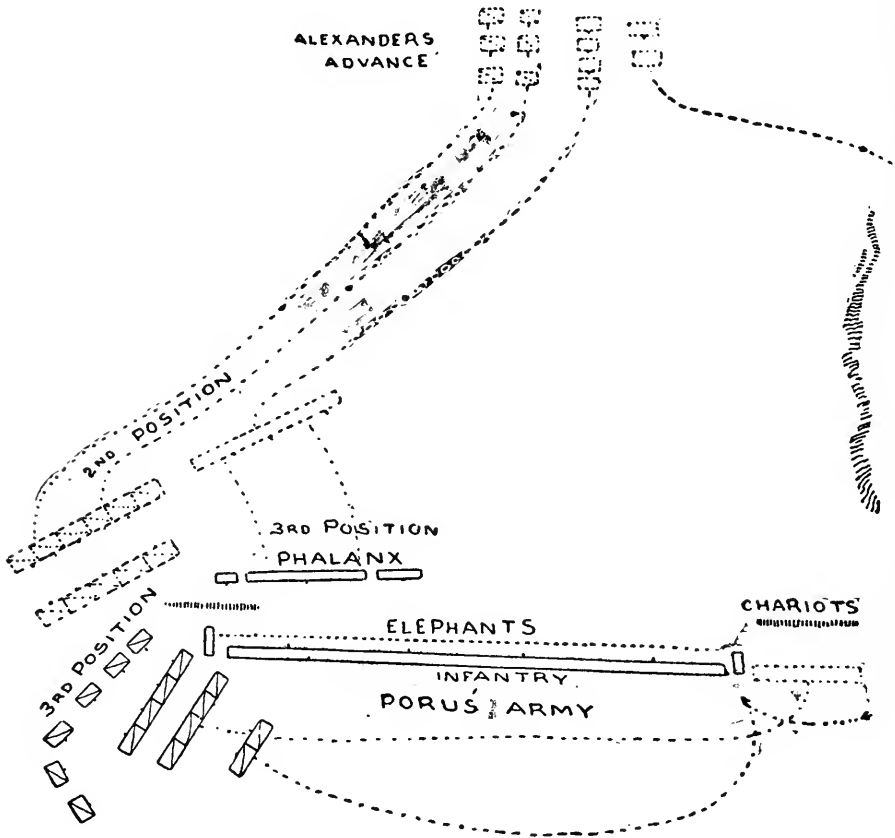 ALEXANDERS
ADVANCE
2ND POSITION
3RD POSITION
PHALANX
3RD POSITION
CHARIOTS
ELEPHANTS
INFANTRY
PORUS ARMY